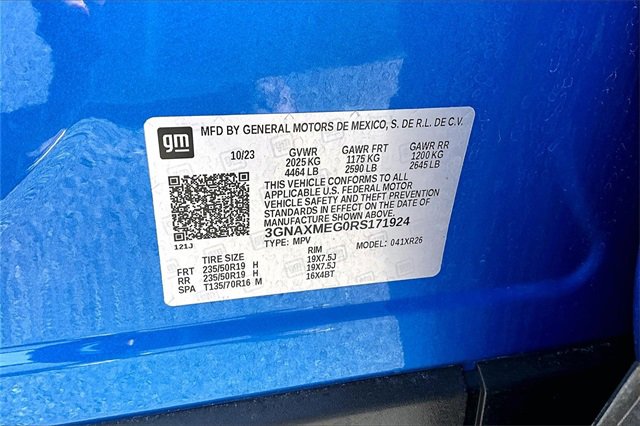 gm
MFD BY GENERAL MOTORS DE MEXICO, S. DE R.L. DE C.V.
10/23 GVWR GAWR FRT GAWR RR
2025 KG 1175 KG 1200 KG
4464 LB 2590 LB 2645 LB
THIS VEHICLE CONFORMS TO ALL
APPLICABLE U.S. FEDERAL MOTOR
VEHICLE SAFETY AND THEFT PREVENTION
STANDARDS IN EFFECT ON THE DATE OF
MANUFACTURE SHOWN ABOVE.
3GNAXMEG0RS171924
121J TYPE: MPV MODEL: 041XR26
TIRE SIZE RIM
FRT 235/50R19 H 19X7.5J
RR 235/50R19 H 19X7.5J
SPA T135/70R16 M 16X4BT